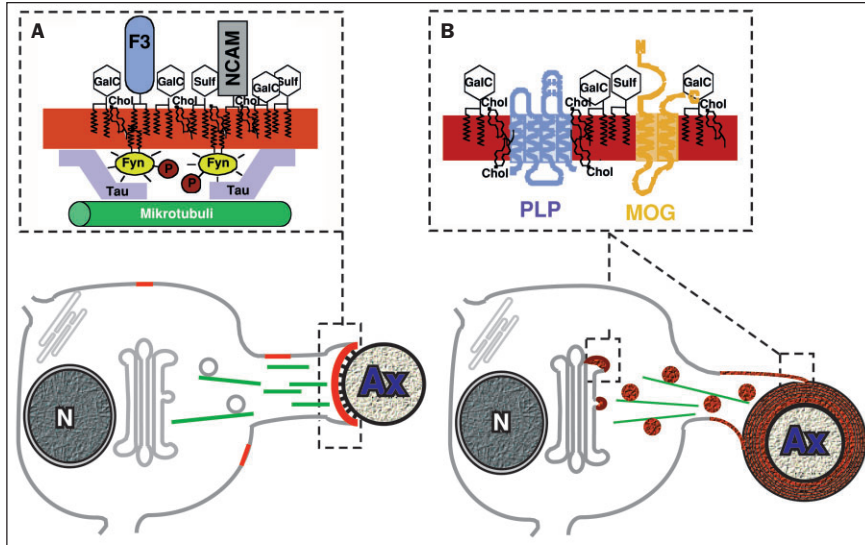 A
F3
NCAM
GalC
GalC
Sulf
GalC
Sulf
Chol
Chol
Chol
Fyn
P
P
Fyn
Tau
Tau
Mikrotubuli
N
Ax
B
N
GalC
Chol
GalC
Sulf
GalC
C
Chol
Chol
Chol
Chol
PLP
MOG
N
Ax